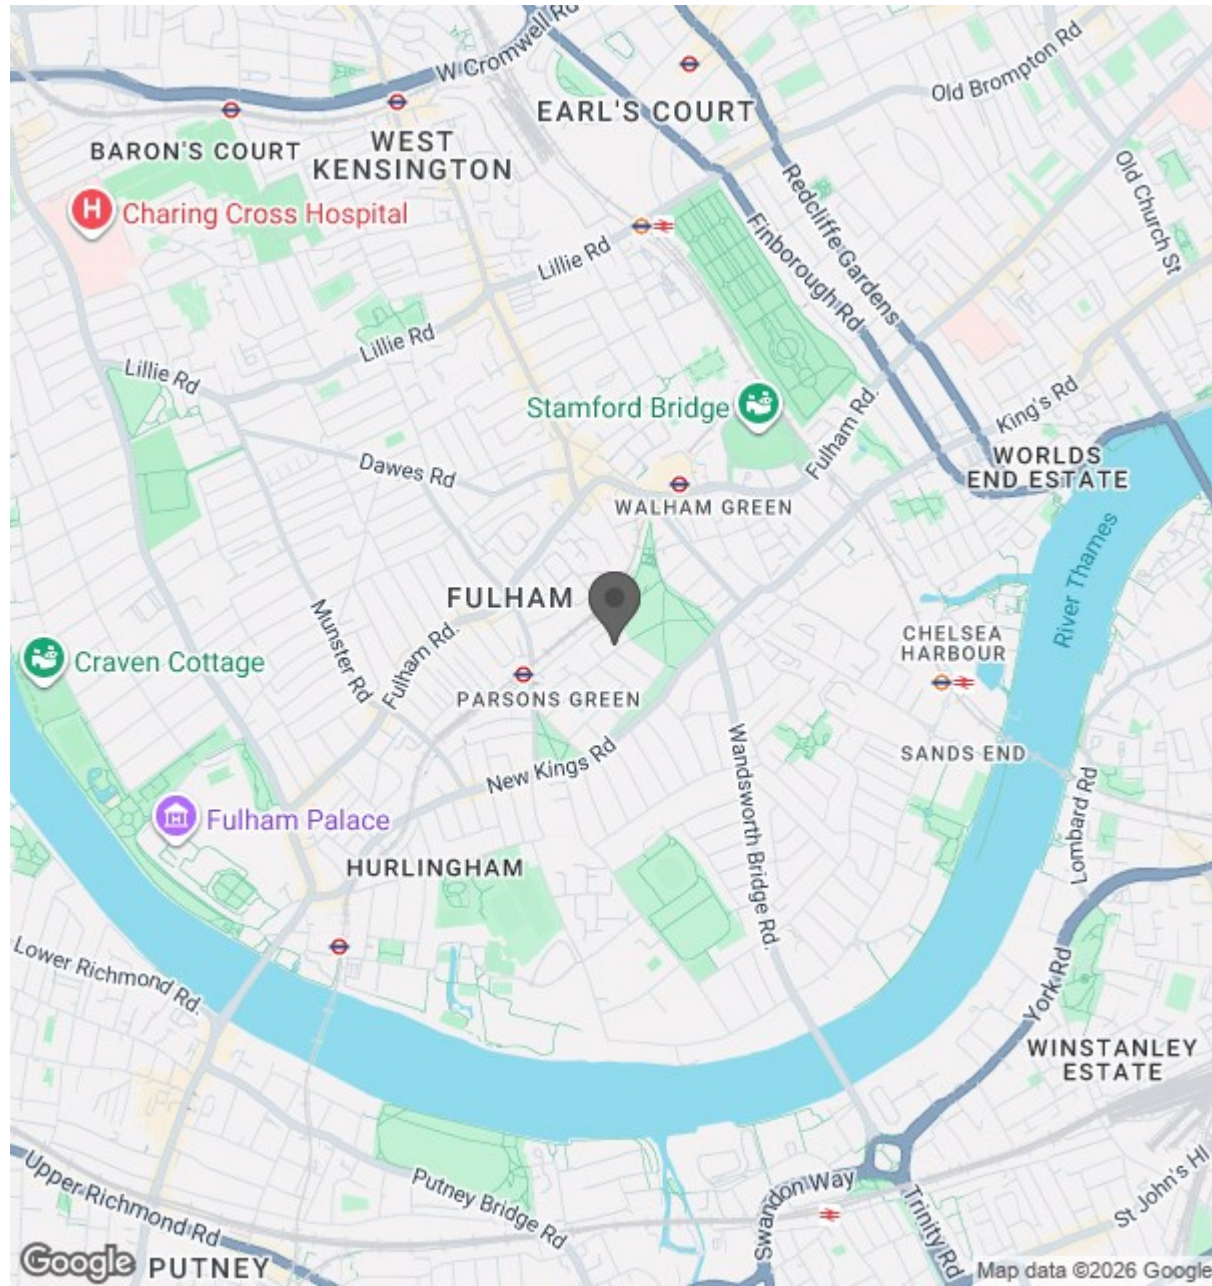 W Cromwell Rd
Old Brompton Rd
EARL'S COURT
WEST
KENSINGTON
BARON'S COURT
Old Church St
Redcliffe Gardens
H
Charing Cross Hospital
Finborough Rd
Lillie Rd
Lillie Rd
Lillie Rd
King's Rd
Stamford Bridge
Fulham Rd.
WORLDS
END ESTATE
Dawes Rd
WALHAM GREEN
River Thames
FULHAM
Munster Rd
Fulham Rd.
CHELSEA
HARBOUR
Craven Cottage
PARSONS GREEN
Wandsworth Bridge Rd.
SANDS END
New Kings Rd
Lombard Rd
Fulham Palace
HURLINGHAM
Lower Richmond Rd.
York Rd
WINSTANLEY
ESTATE
Upper Richmond Rd
Putney Bridge Rd
Swandon Way
Trinity Rd
St John's Hl
Google
PUTNEY
Map data ©2026 Google